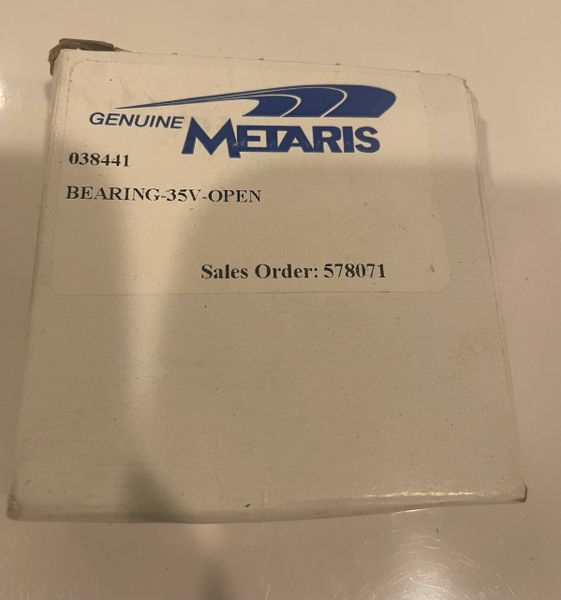 GENUINE METARIS
038441
BEARING-35V-OPEN
Sales Order: 578071